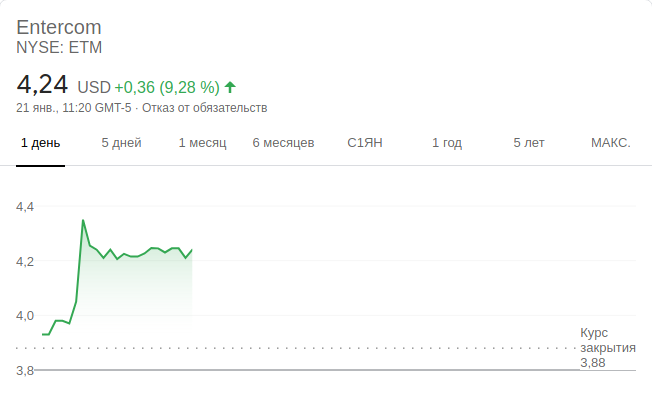 Entercom
NYSE: ETM
4,24 USD +0,36 (9,28 %)
21 янв., 11:20 GMT-5 · Отказ от обязательств
1 день 5 дней 1 месяц 6 месяцев С1ЯН 1 год 5 лет МАКС.
4,4
4,2
4,0
Курс
закрытия
3,88
3,8